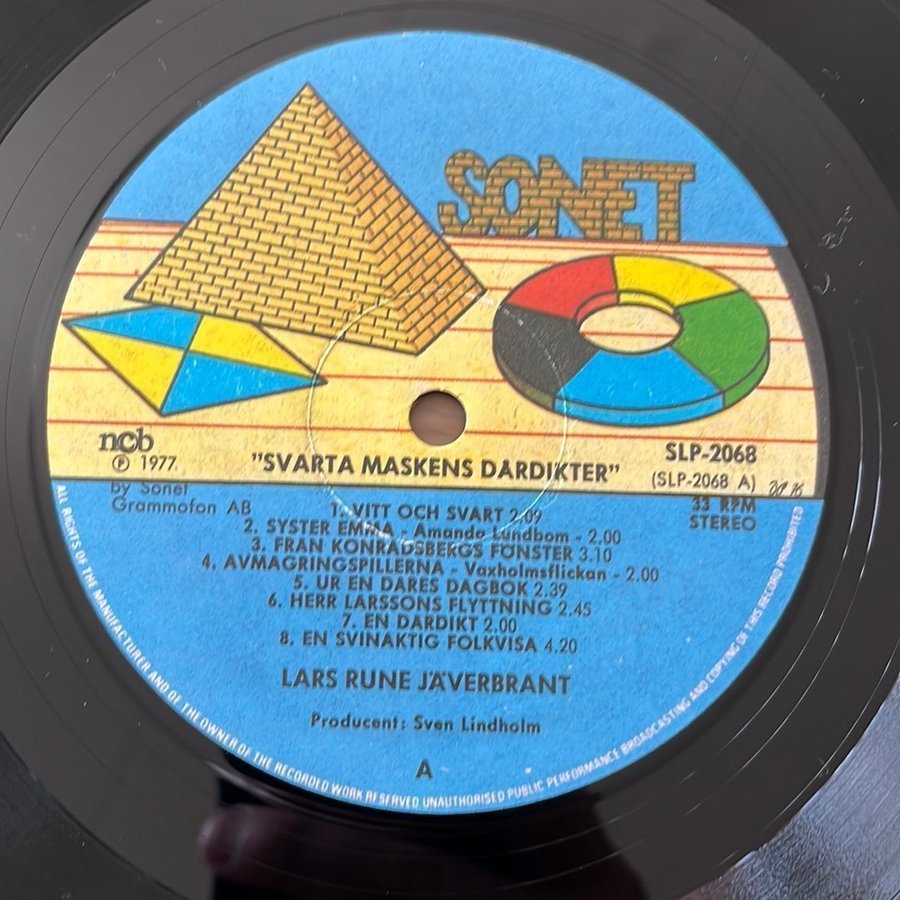 SONET
ncb
Ⓟ 1977
by Sonet
Grammofon AB
"SVARTA MASKENS DARDIKTER"
SLP-2068
(SLP-2068 A)
33 RPM
STEREO
1. VITT OCH SVART 2.09
2. SYSTER EMMA - Amanda Lundbom - 2.00
3. FRAN KONRADSBERGS FÖNSTER 3.10
4. AVMAGRINGSPILLERNA - Vaxholmsflickan - 2.00
5. UR EN DARES DAGBOK 2.39
6. HERR LARSSONS FLYTTNING 2.45
7. EN DARDIKT 2.00
8. EN SVINAKTIG FOLKVISA 4.20
LARS RUNE JÄVERBRANT
Producent: Sven Lindholm
A
ALL RIGHTS OF THE MANUFACTURER AND OF THE OWNER OF THE RECORDED WORK RESERVED. UNAUTHORISED PUBLIC PERFORMANCE BROADCASTING AND COPYING OF THIS RECORD PROHIBITED